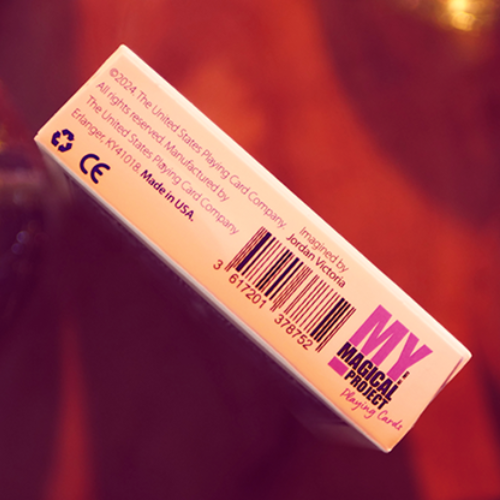 ©2024. The United States Playing Card Company.
All rights reserved. Manufactured by
The United States Playing Card Company
Erlanger, KY41018. Made in USA.
CE
Imagined by
Jordan Victoria
3 617201 378752
MY
MAGICAL
PROJECT
Playing Cards